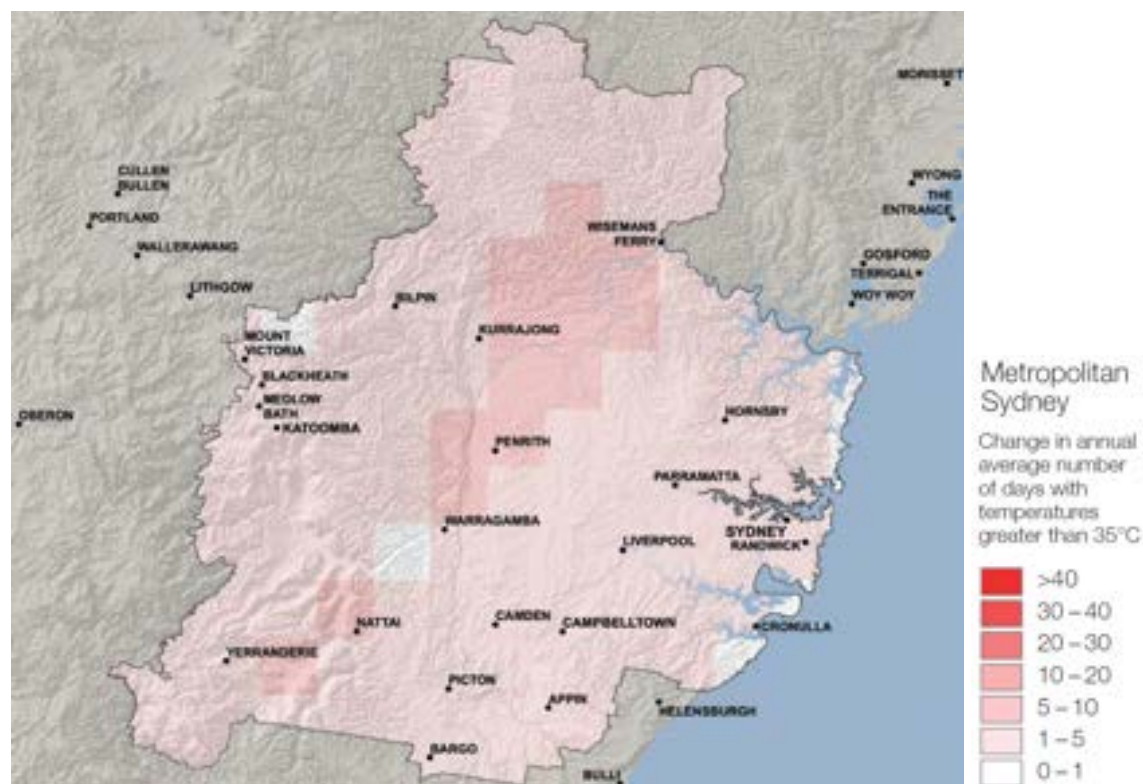 MORISSET
CULLEN
BULLEN
WYONG
THE
ENTRANCE
PORTLAND
WISEMANS
FERRY
WALLERAWANG
GOSFORD
TERRIGAL
LITHGOW
BILPIN
WOY WOY
KURRAJONG
MOUNT
VICTORIA
BLACKHEATH
MEDLOW
BATH
OBERON
KATOOMBA
HORNSBY
PENRITH
PARRAMATTA
WARRAGAMBA
SYDNEY
LIVERPOOL
RANDWICK
NATTAI
CAMDEN
CAMPBELLTOWN
CRONULLA
YERRANGERIE
PICTON
APPIN
HELENSBURGH
BARGO
BULLI
Metropolitan
Sydney
Change in annual
average number
of days with
temperatures
greater than 35°C
>40
30 – 40
20 – 30
10 – 20
5 – 10
1 – 5
0 – 1